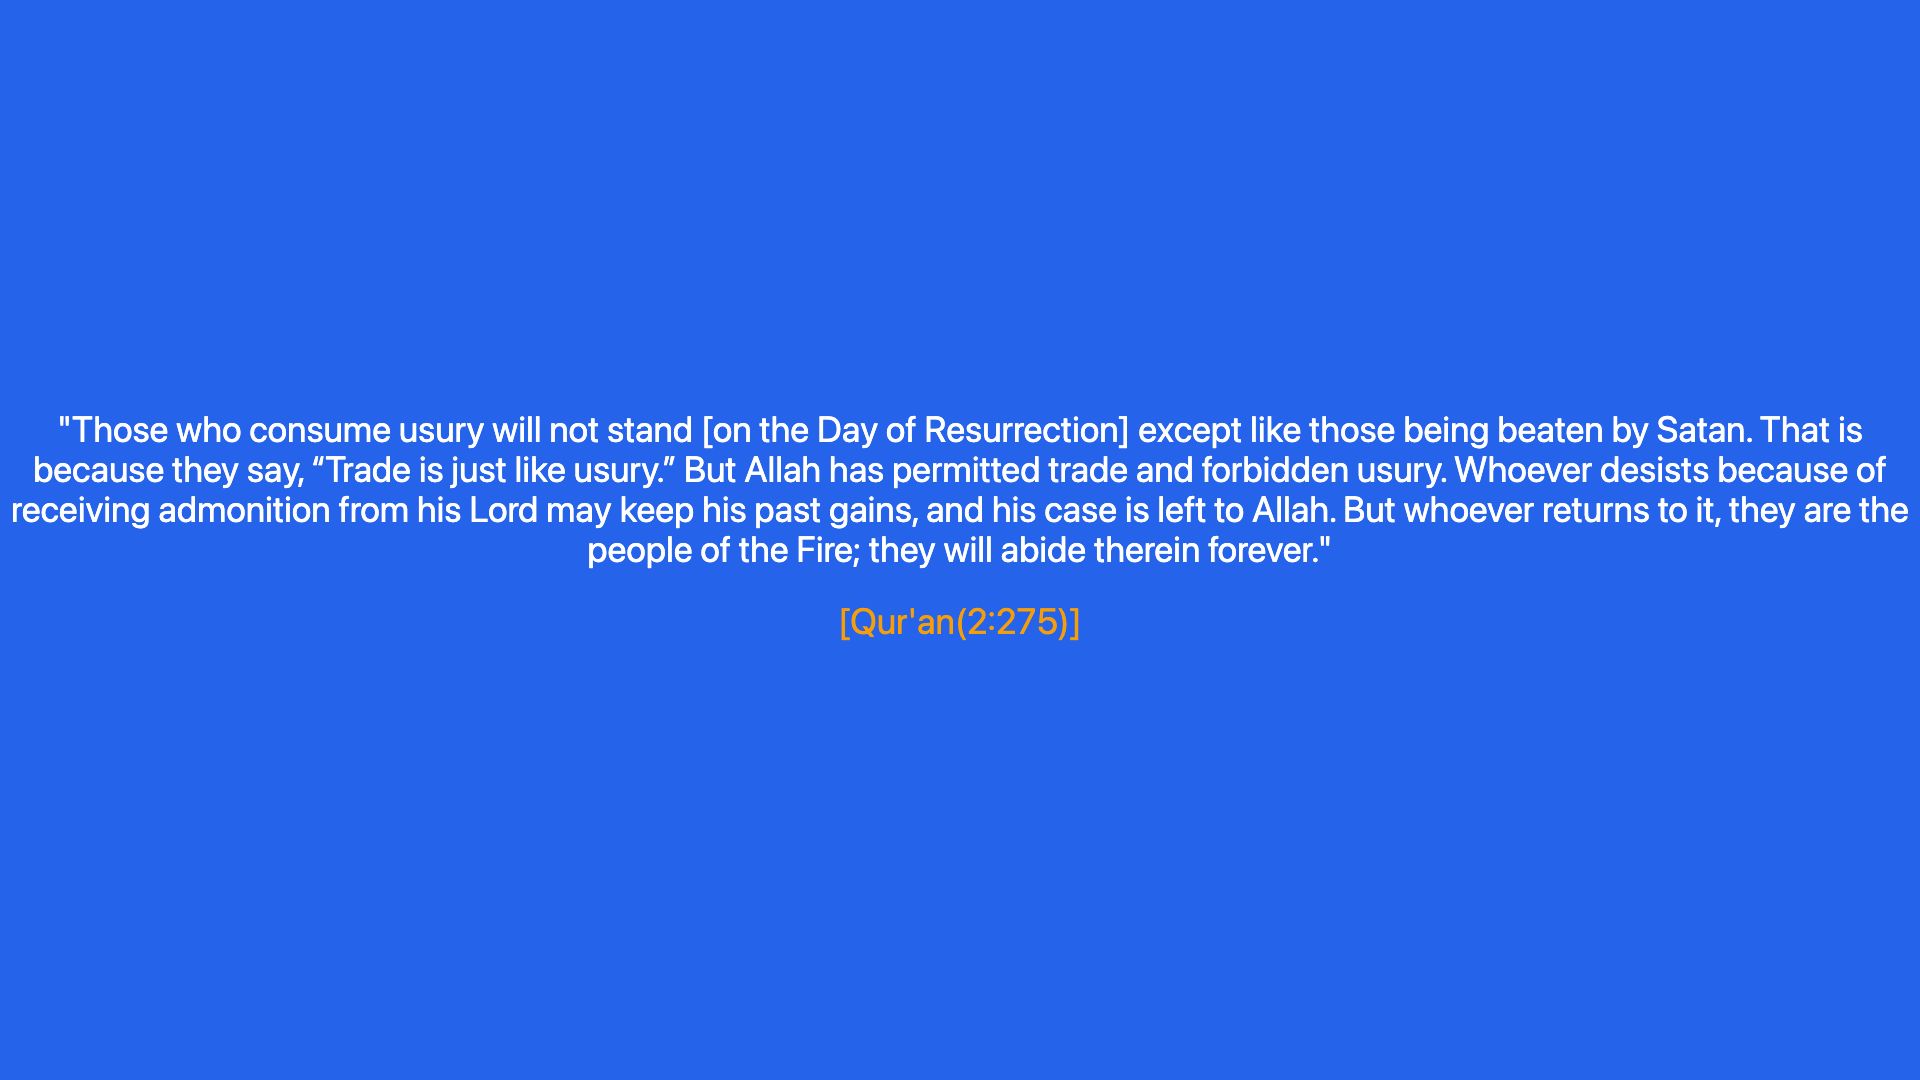 "Those who consume usury will not stand [on the Day of Resurrection] except like those being beaten by Satan. That is
because they say, “Trade is just like usury.” But Allah has permitted trade and forbidden usury. Whoever desists because of
receiving admonition from his Lord may keep his past gains, and his case is left to Allah. But whoever returns to it, they are the
people of the Fire; they will abide therein forever."
[Qur'an(2:275)]